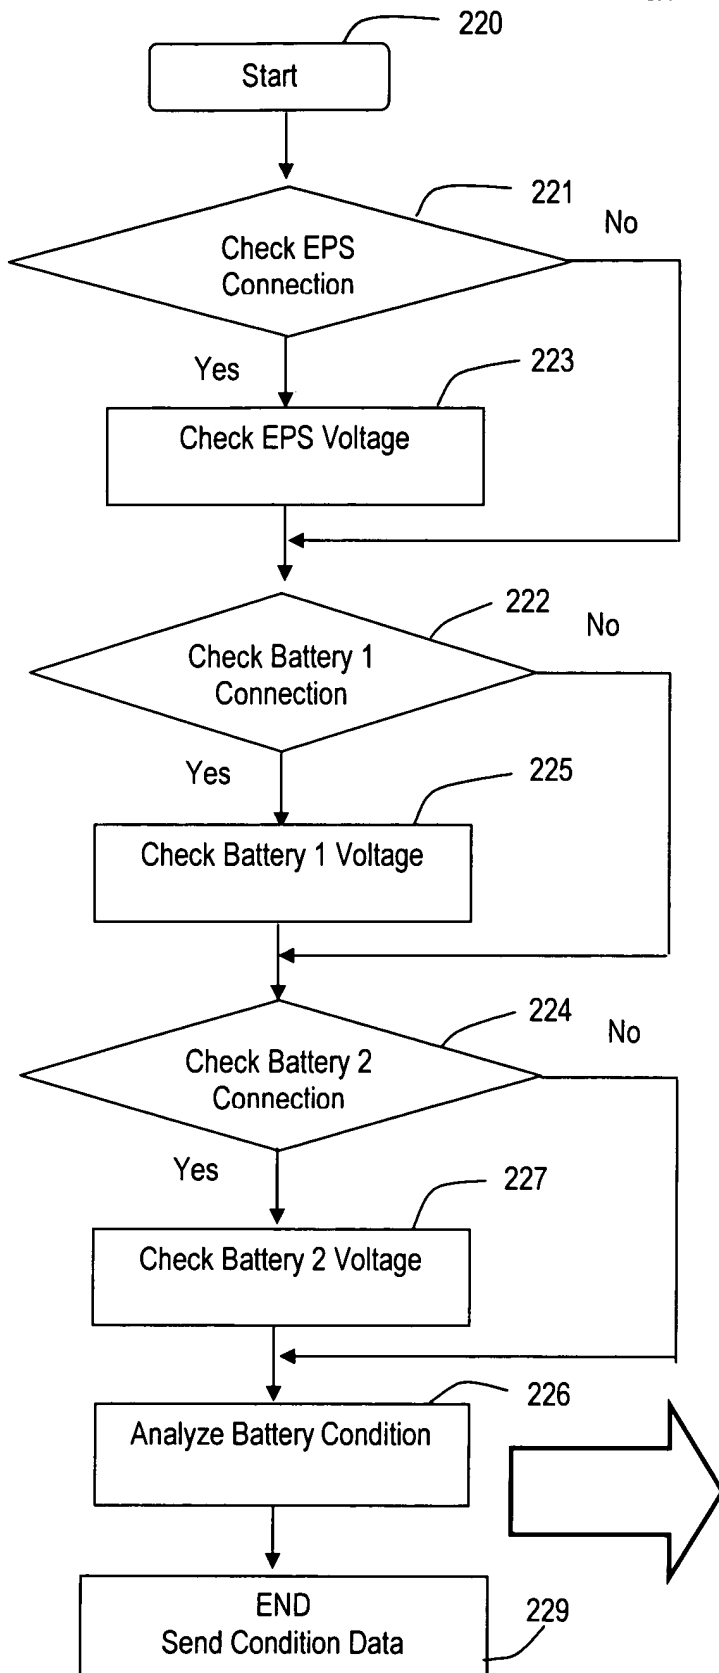 220
Start
221
No
Check EPS
Connection
Yes
223
Check EPS Voltage
222
No
Check Battery 1
Connection
Yes
225
Check Battery 1 Voltage
224
No
Check Battery 2
Connection
Yes
227
Check Battery 2 Voltage
226
Analyze Battery Condition
END
229
Send Condition Data